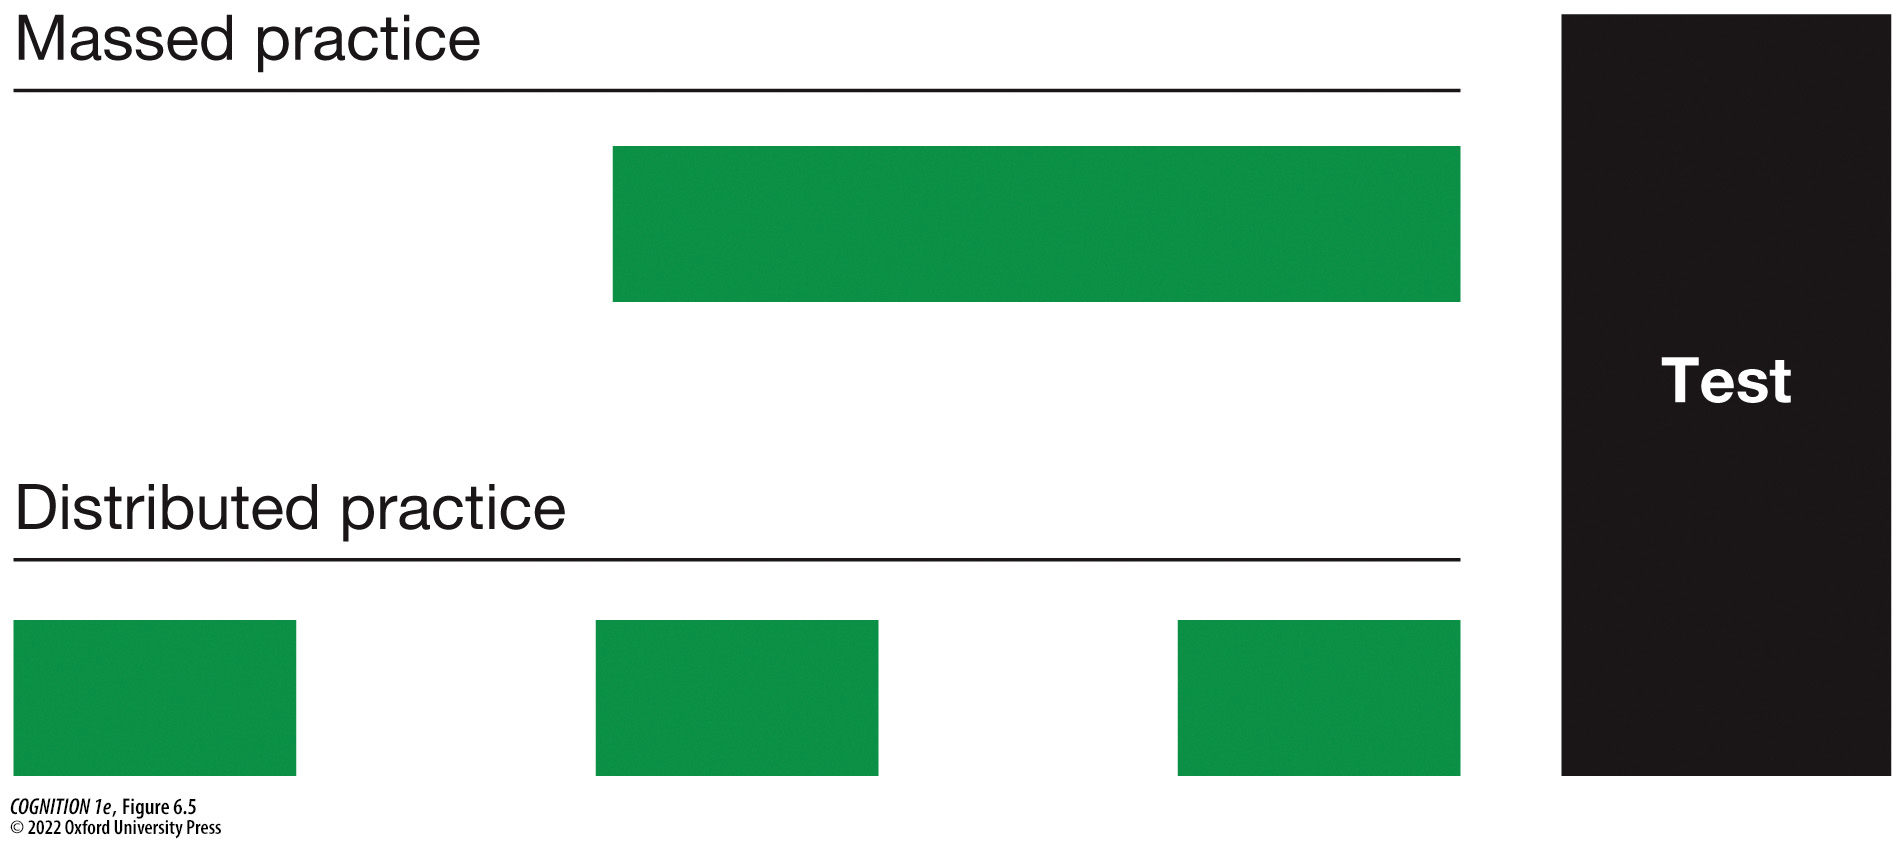 Massed practice
Test
Distributed practice
COGNITION 1e, Figure 6.5
© 2022 Oxford University Press